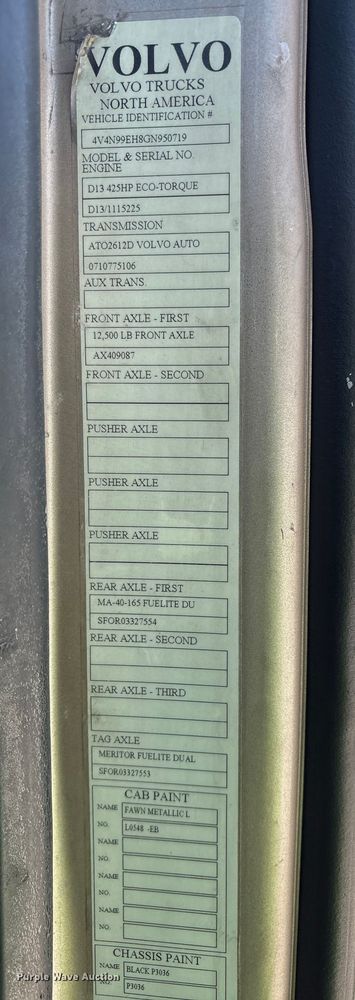 VOLVO
VOLVO TRUCKS
NORTH AMERICA
VEHICLE IDENTIFICATION #
4V4N99EH8GN950719
MODEL & SERIAL NO.
ENGINE
D13 425HP ECO-TORQUE
D13/1115225
TRANSMISSION
ATO2612D VOLVO AUTO
0710775106
AUX TRANS.
FRONT AXLE - FIRST
12,500 LB FRONT AXLE
AX409087
FRONT AXLE - SECOND
PUSHER AXLE
PUSHER AXLE
PUSHER AXLE
REAR AXLE - FIRST
MA-40-165 FUELITE DU
SFOR03327554
REAR AXLE - SECOND
REAR AXLE - THIRD
TAG AXLE
MERITOR FUELITE DUAL
SFOR03327553
CAB PAINT
NAME FAWN METALLIC L
NO. L0548 -EB
NAME
NO.
NAME
NO.
NAME
NO.
CHASSIS PAINT
NAME BLACK P3036
NO. P3036
Purple Wave Auction